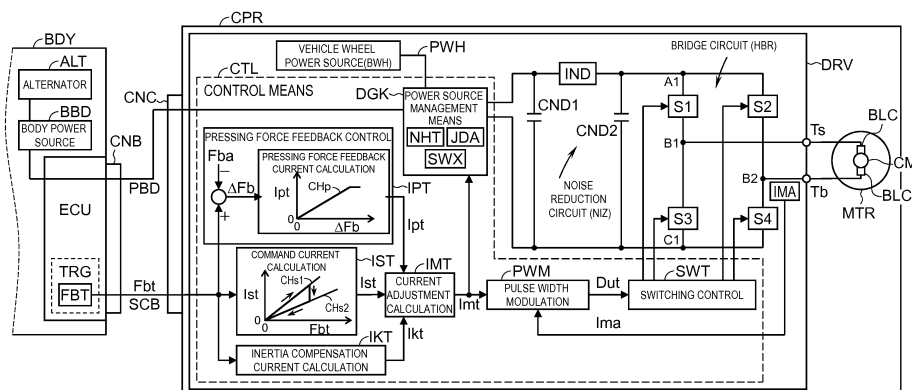 CPR
BDY
ALT
ALTERNATOR
BBD
BODY POWER
SOURCE
CNB
CNC
PBD
ECU
TRG
FBT
Fbt
SCB
CTL
CONTROL MEANS
VEHICLE WHEEL
POWER SOURCE(BWH)
PWH
DGK
POWER SOURCE
MANAGEMENT
MEANS
NHT
JDA
SWX
PRESSING FORCE FEEDBACK CONTROL
Fba
−
+
ΔFb
PRESSING FORCE FEEDBACK
CURRENT CALCULATION
Ipt
CHp
0
ΔFb
IPT
Ipt
COMMAND CURRENT
CALCULATION
IST
Ist
CHs1
CHs2
0
Fbt
Ist
IMT
CURRENT
ADJUSTMENT
CALCULATION
Imt
IKT
Ikt
INERTIA COMPENSATION
CURRENT CALCULATION
PWM
PULSE WIDTH
MODULATION
Dut
SWT
SWITCHING CONTROL
Ima
IND
CND1
CND2
NOISE
REDUCTION
CIRCUIT (NIZ)
BRIDGE CIRCUIT (HBR)
DRV
A1
S1
S2
B1
B2
S3
S4
C1
Ts
Tb
IMA
BLC
CM
BLC
MTR